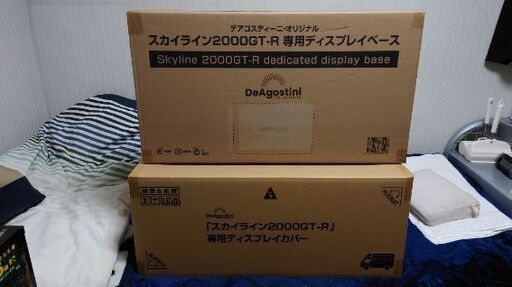 デアゴスティーニ・オリジナル
スカイライン2000GT-R 専用ディスプレイベース
Skyline 2000GT-R dedicated display base
DeAgostini
DeAgostini
「スカイライン2000GT-R」
専用ディスプレイカバー